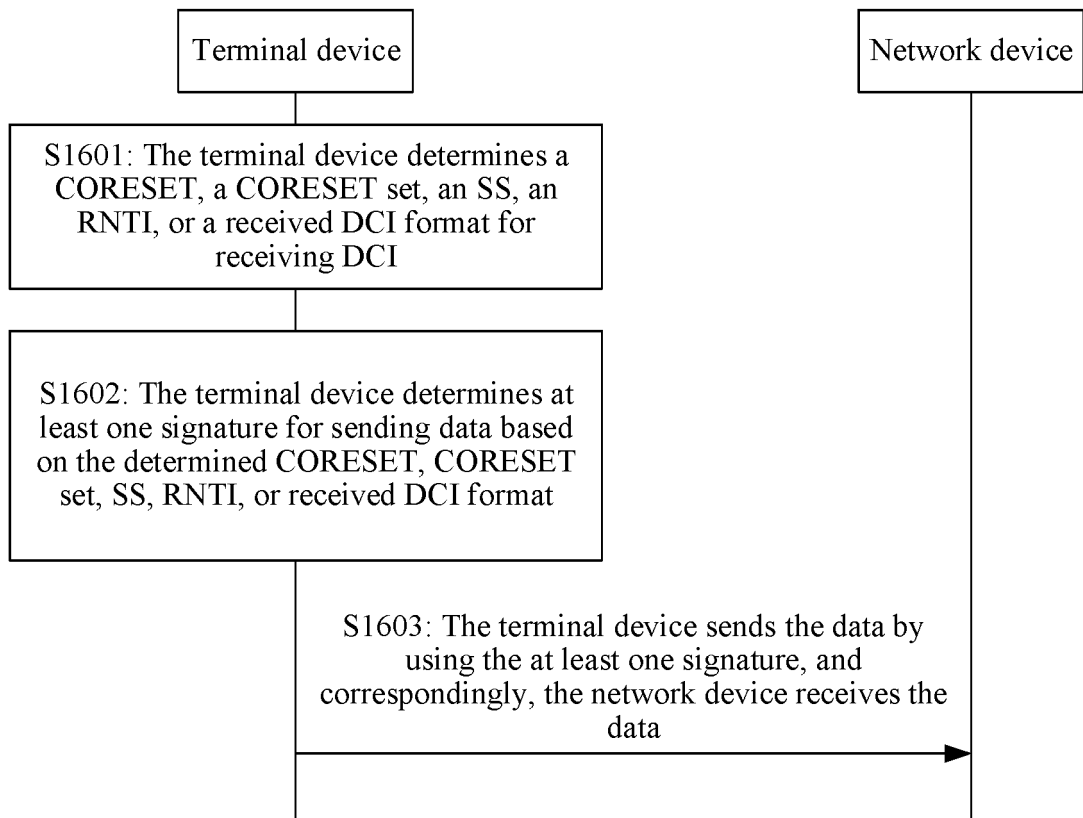 Terminal device
Network device
S1601: The terminal device determines a
CORESET, a CORESET set, an SS, an
RNTI, or a received DCI format for
receiving DCI
S1602: The terminal device determines at
least one signature for sending data based
on the determined CORESET, CORESET
set, SS, RNTI, or received DCI format
S1603: The terminal device sends the data by
using the at least one signature, and
correspondingly, the network device receives the
data